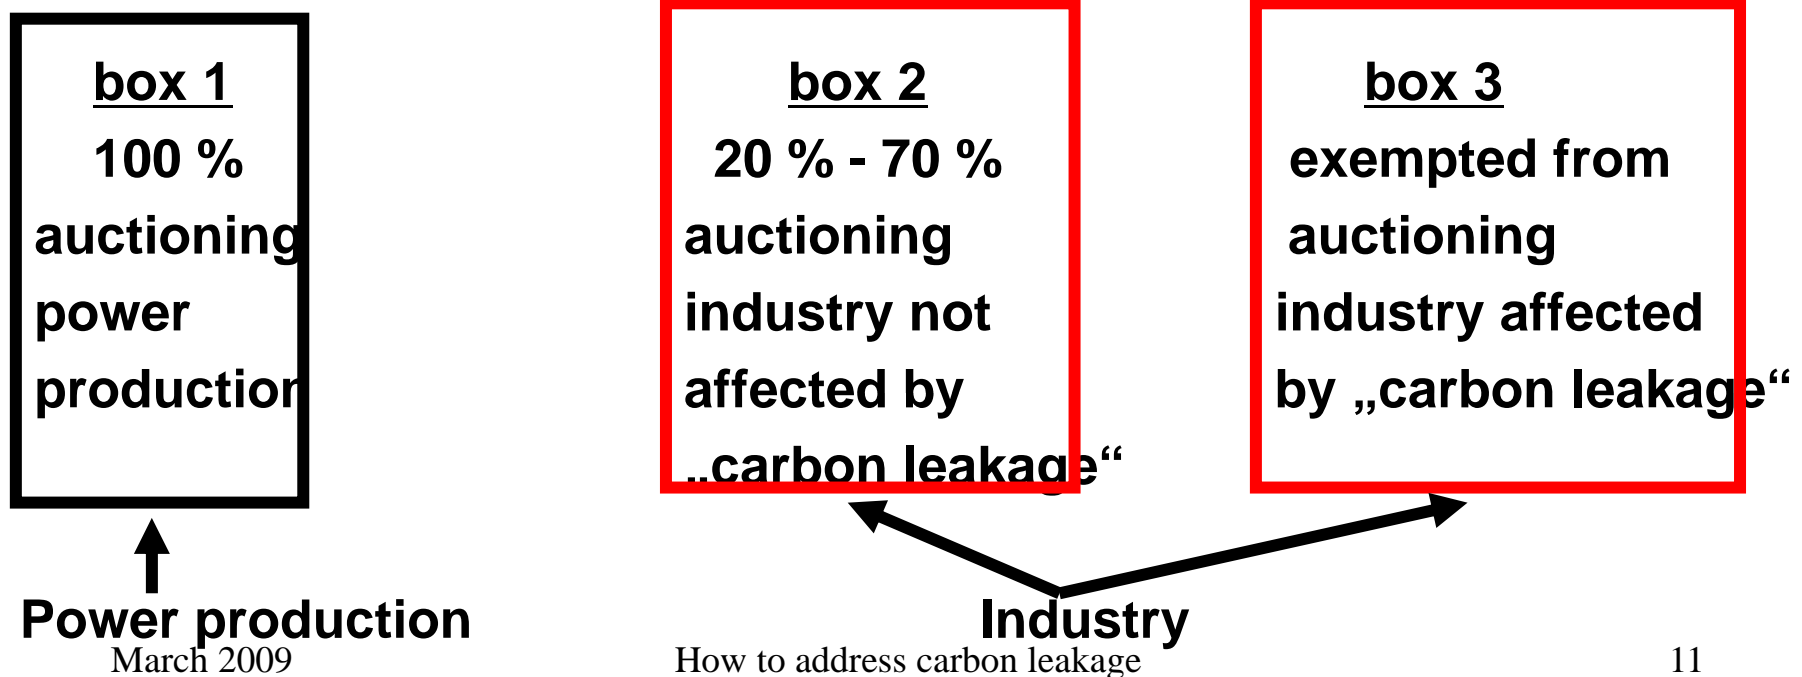 box 1
100 %
auctioning
power
production
box 2
20 % - 70 %
auctioning
industry not
affected by
„carbon leakage“
box 3
exempted from
auctioning
industry affected
by „carbon leakage“
Power production
Industry
March 2009
How to address carbon leakage
11